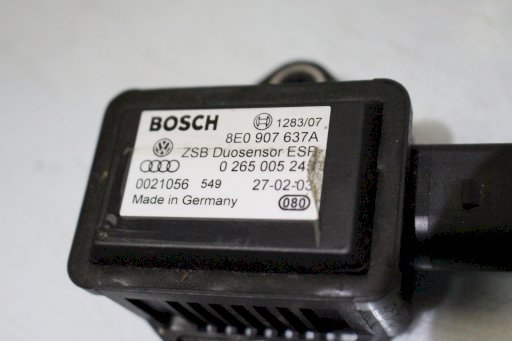 BOSCH 1283/07
8E0 907 637A
ZSB Duosensor ESP
0 265 005 24
0021056 549 27-02-03
Made in Germany 080